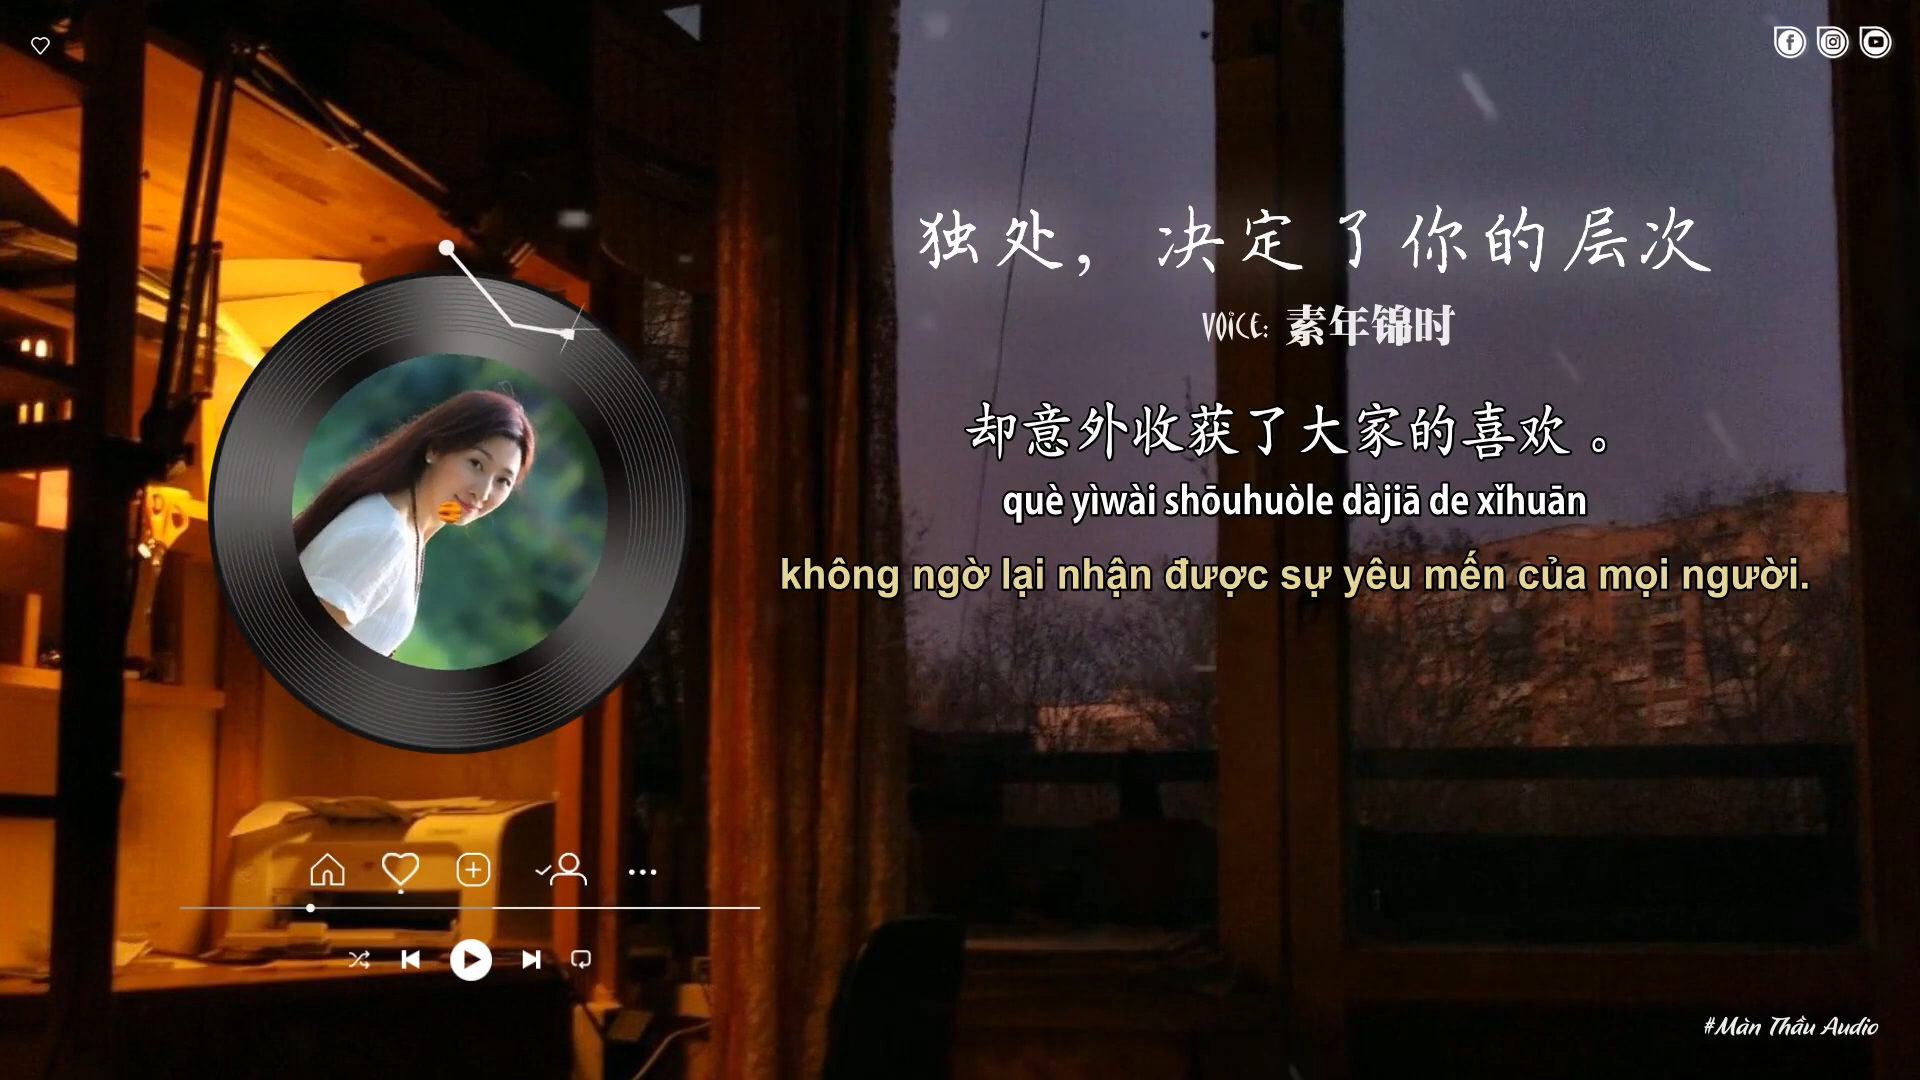 独处，决定了你的层次
VOiCE: 素年锦时
却意外收获了大家的喜欢。
què yìwài shōuhuòle dàjiā de xǐhuān
không ngờ lại nhận được sự yêu mến của mọi người.
#Màn Thầu Audio